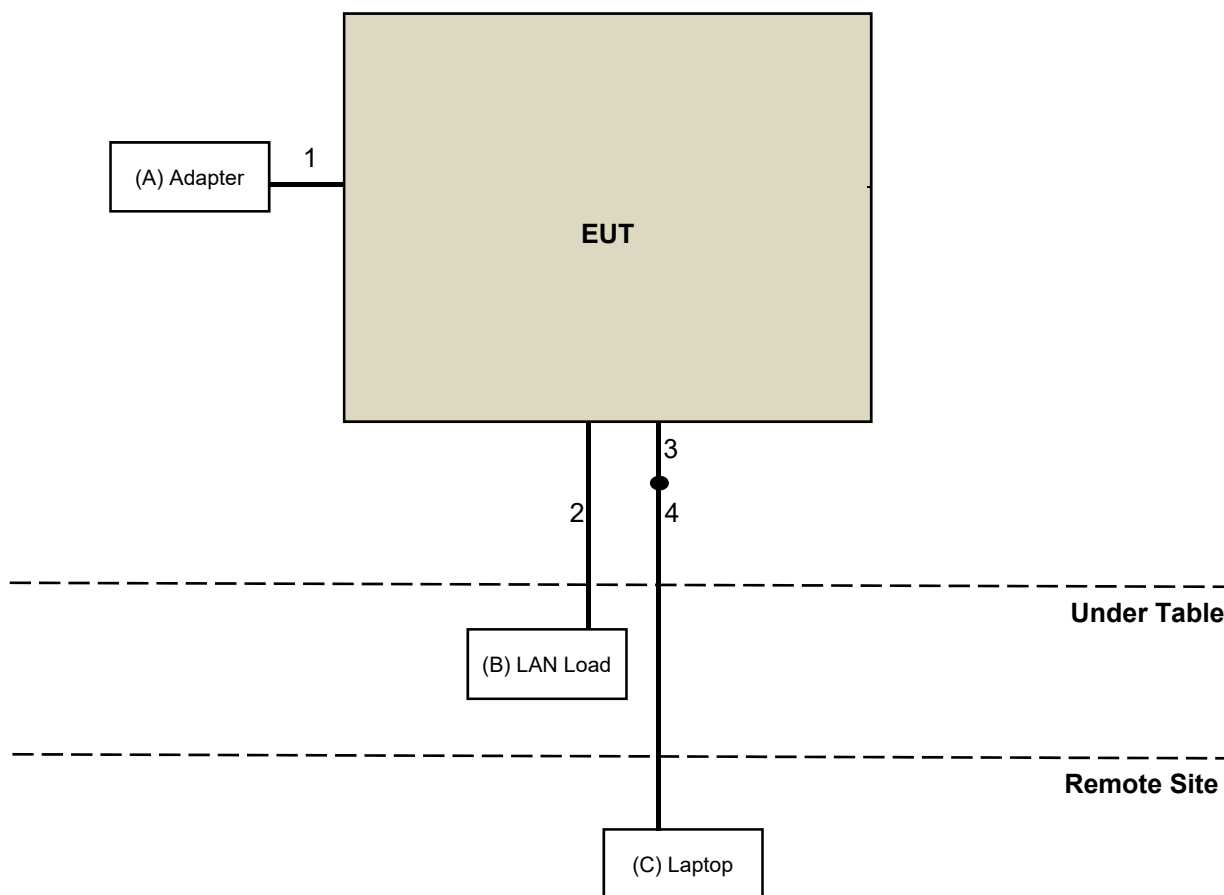 1
(A) Adapter
EUT
3
2
4
Under Table
(B) LAN Load
Remote Site
(C) Laptop